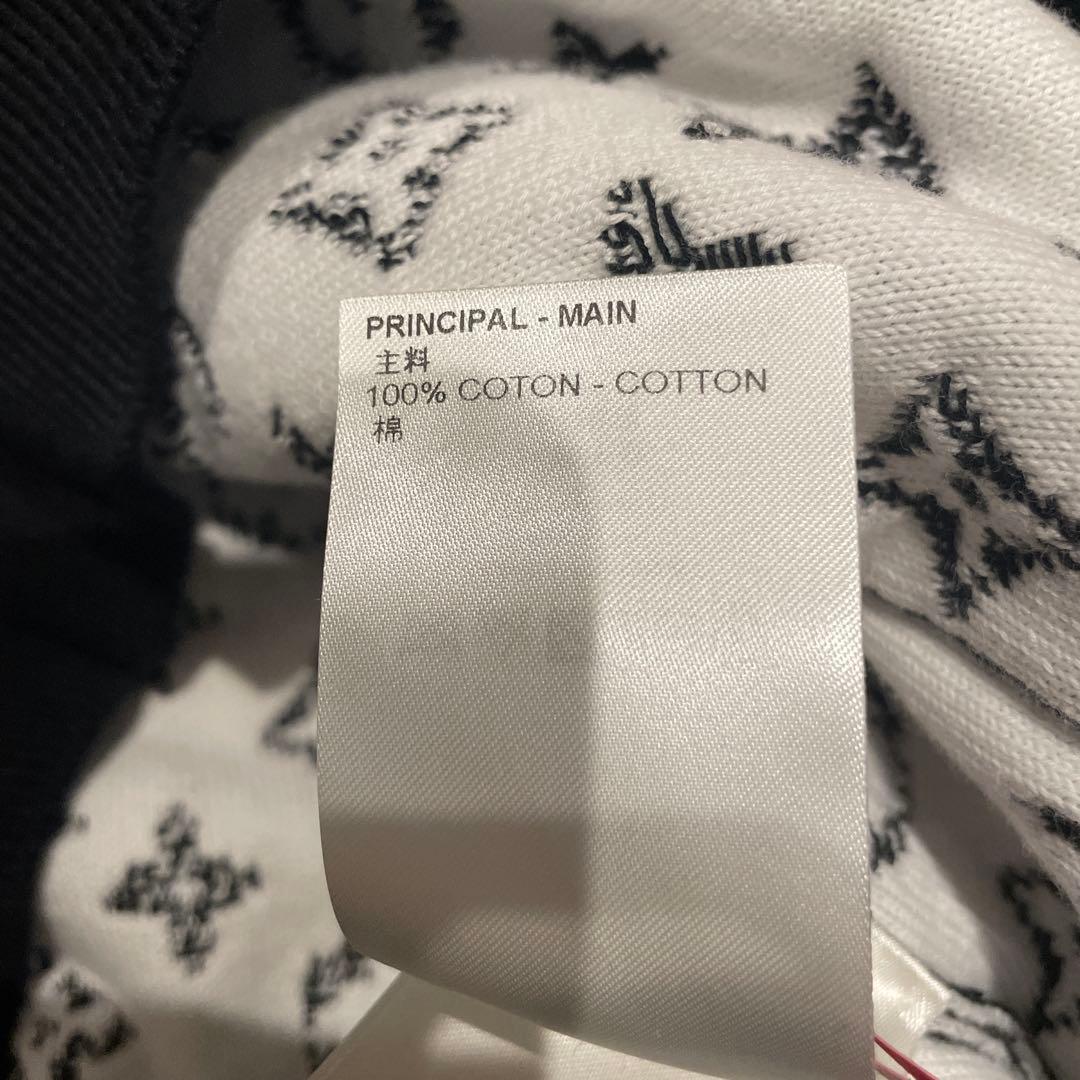 PRINCIPAL - MAIN
主料
100% COTON - COTTON
棉